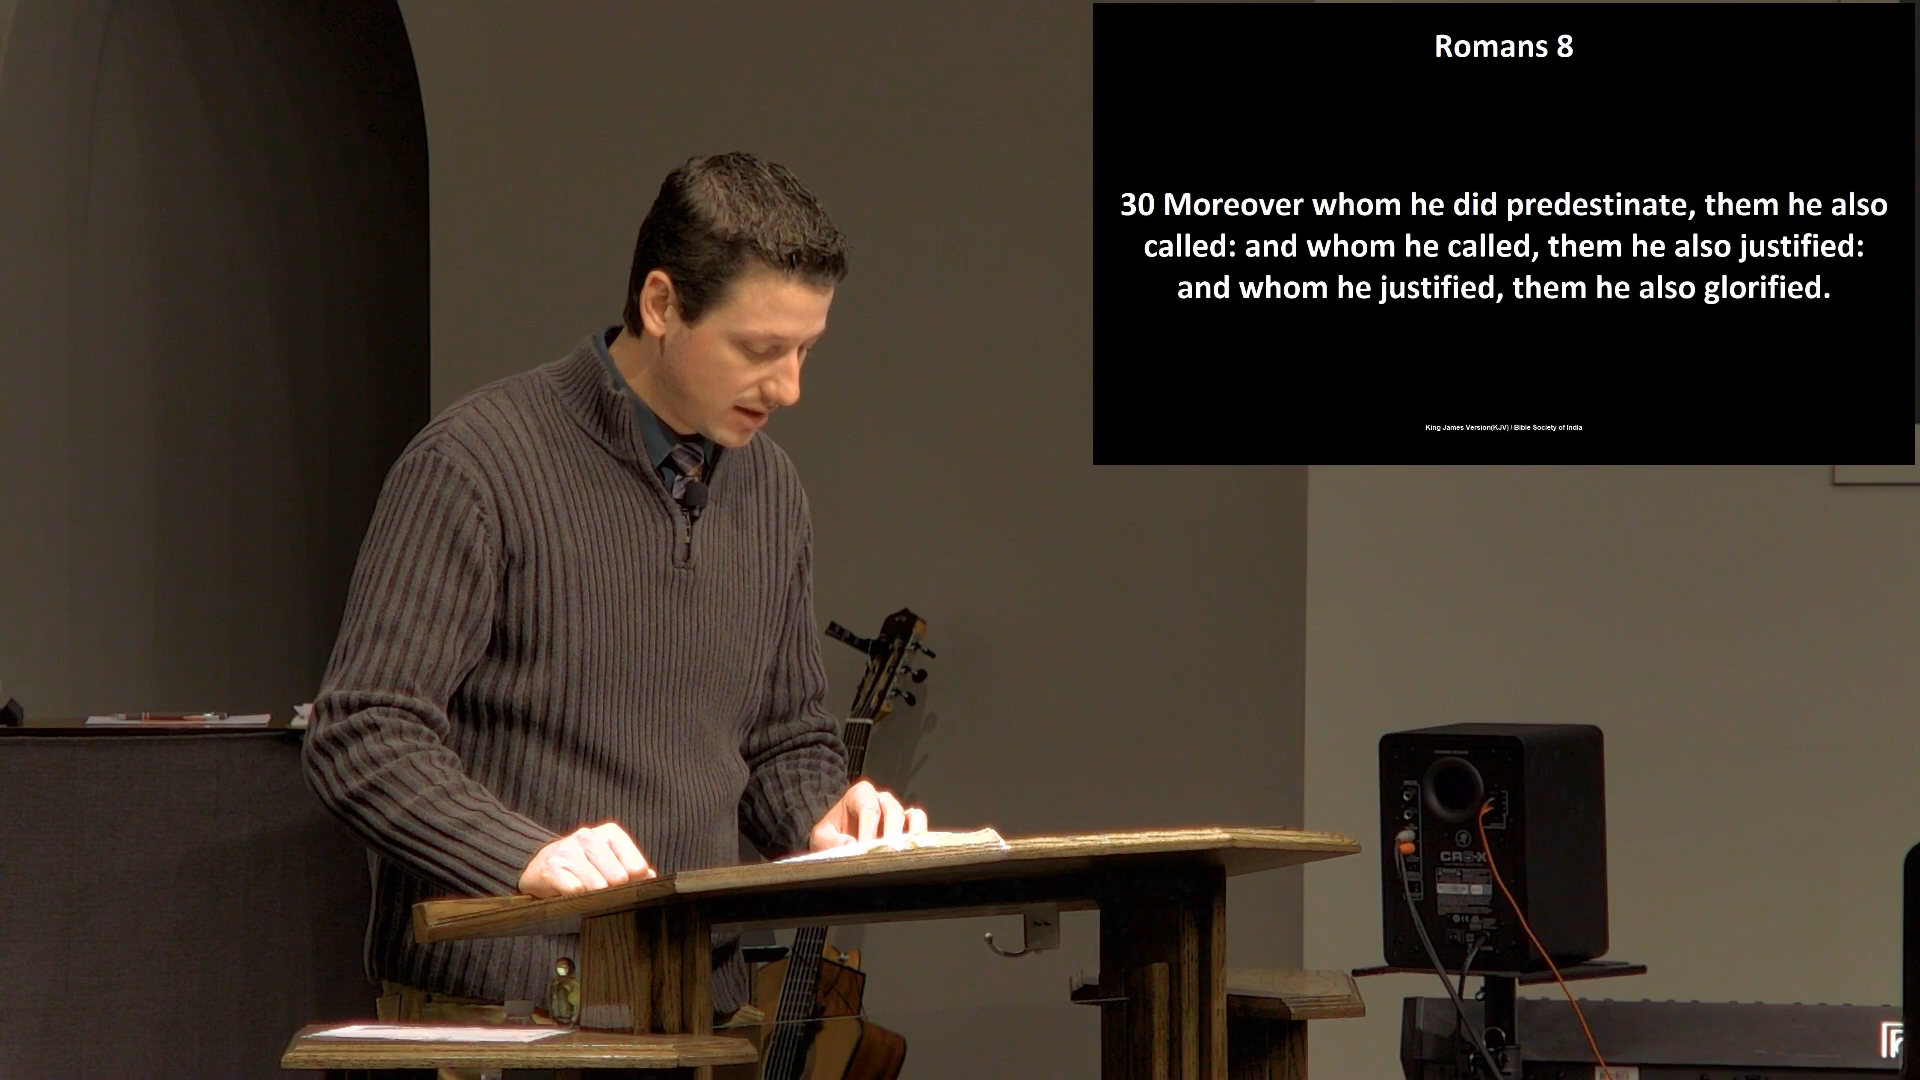 Romans 8
30 Moreover whom he did predestinate, them he also
called: and whom he called, them he also justified:
and whom he justified, them he also glorified.
King James Version(KJV) / Bible Society of India
CR5-X